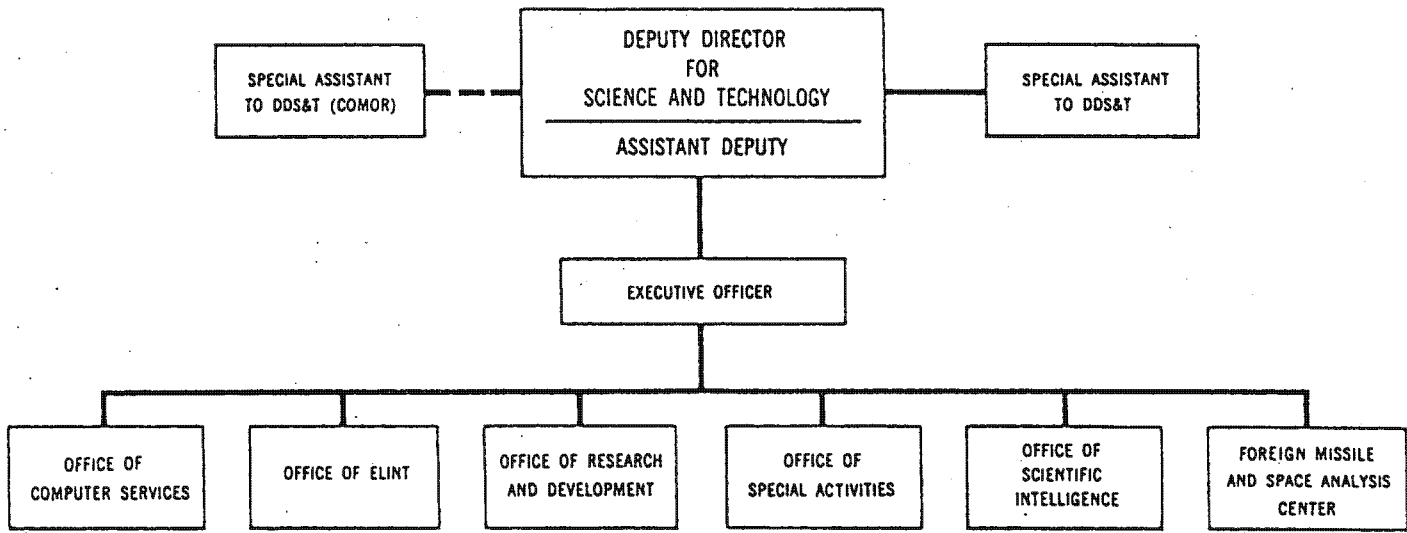 DEPUTY DIRECTOR
FOR
SCIENCE AND TECHNOLOGY
ASSISTANT DEPUTY
SPECIAL ASSISTANT
TO DDS&T (COMOR)
SPECIAL ASSISTANT
TO DDS&T
EXECUTIVE OFFICER
OFFICE OF
COMPUTER SERVICES
OFFICE OF ELINT
OFFICE OF RESEARCH
AND DEVELOPMENT
OFFICE OF
SPECIAL ACTIVITIES
OFFICE OF
SCIENTIFIC
INTELLIGENCE
FOREIGN MISSILE
AND SPACE ANALYSIS
CENTER